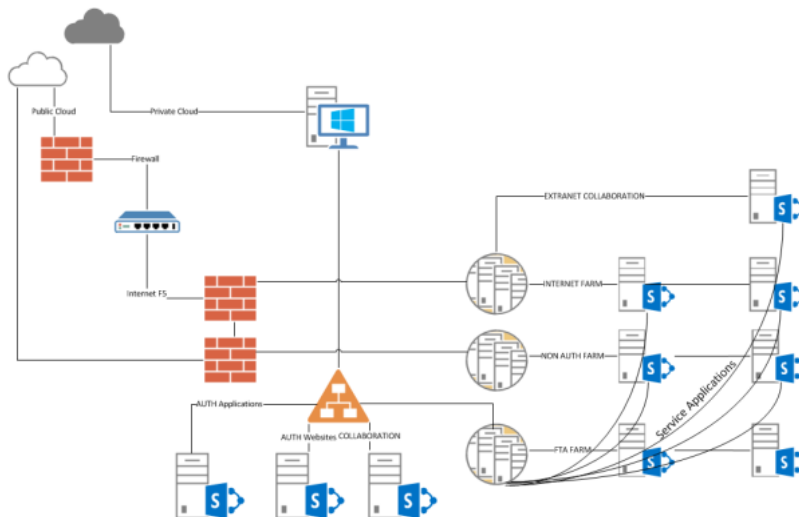 Public Cloud
Private Cloud
Firewall
EXTRANET COLLABORATION
Internet F5
INTERNET FARM
NON AUTH FARM
Service Applications
AUTH Applications
AUTH Websites
COLLABORATION
FTA FARM